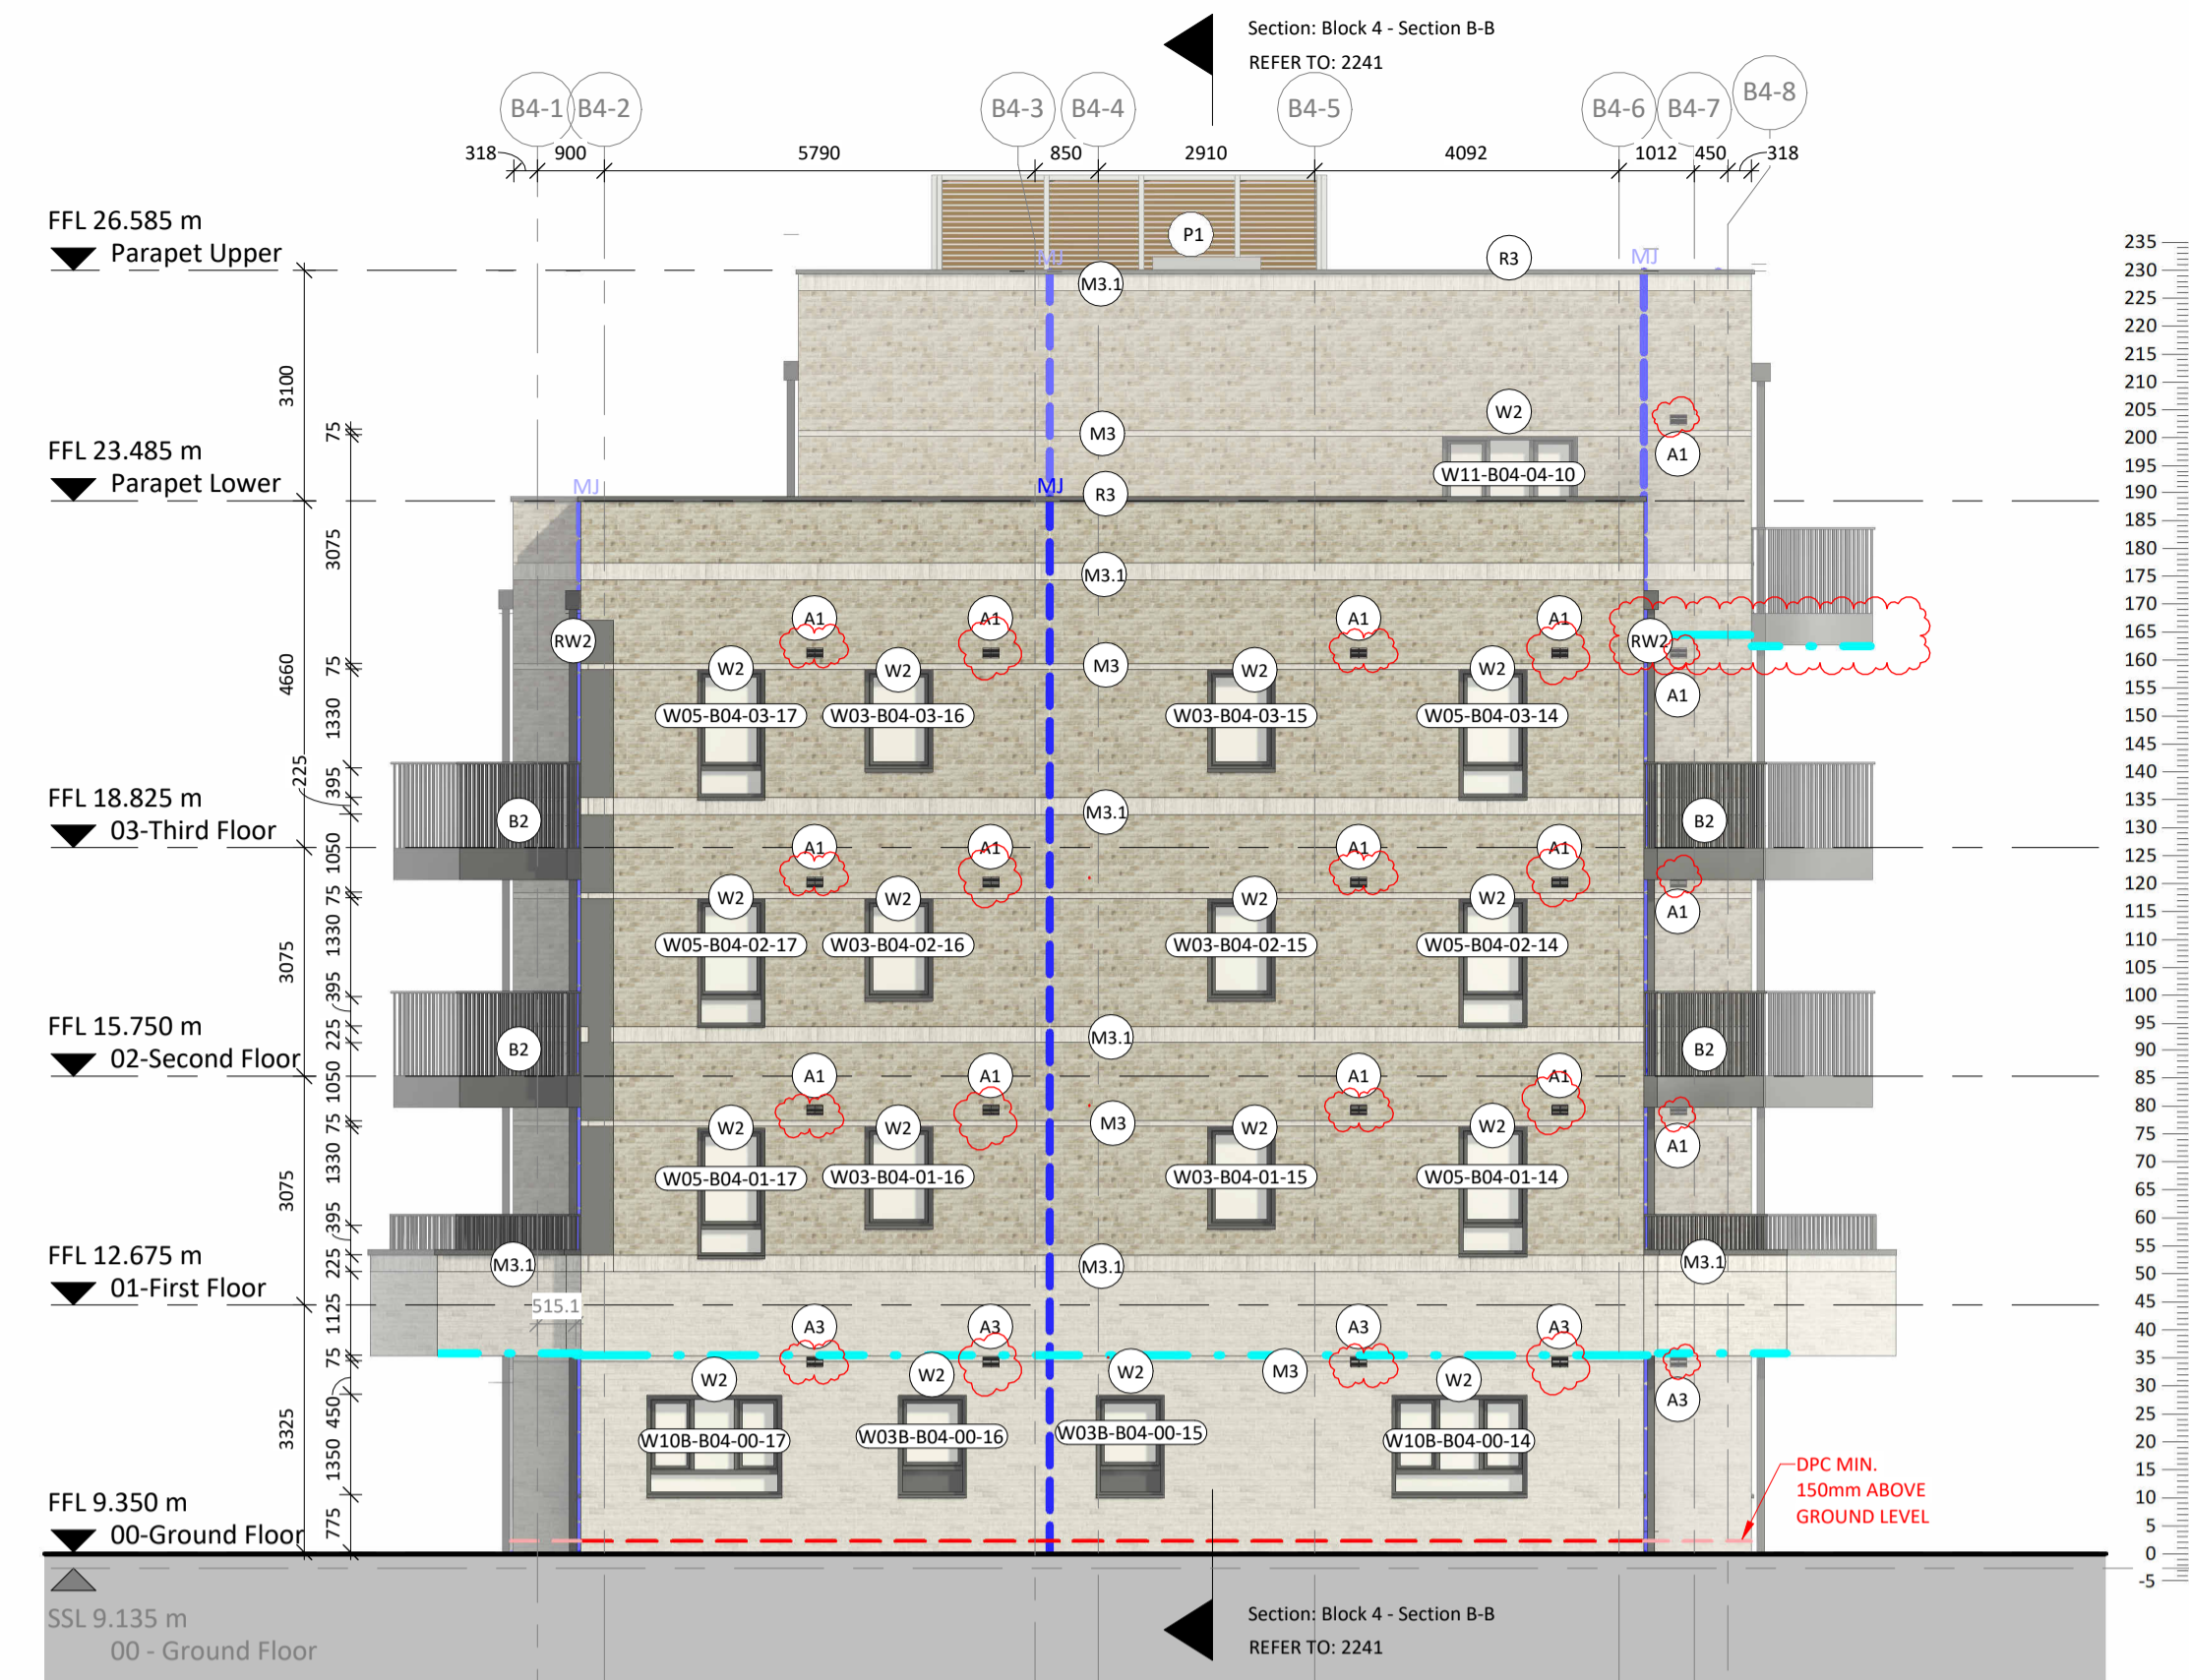 Section: Block 4 - Section B-B
REFER TO: 2241
B4-1 B4-2 B4-3 B4-4 B4-5 B4-6 B4-7 B4-8
318 900 5790 850 2910 4092 1012 450 318
FFL 26.585 m
Parapet Upper
P1
MJ R3 MJ
M3.1
3100
W2
75 M3
W11-B04-04-10
A1
FFL 23.485 m
Parapet Lower
MJ MJ R3
3075
M3.1
A1 A1 A1 A1
RW2 RW2
4660
75 W2 W2 M3 W2 W2
A1
1330
W05-B04-03-17 W03-B04-03-16 W03-B04-03-15 W05-B04-03-14
225
395
FFL 18.825 m
03-Third Floor
B2 M3.1 B2
1050
A1 A1 A1 A1
75 W2 W2 W2 W2
A1
1330
W05-B04-02-17 W03-B04-02-16 W03-B04-02-15 W05-B04-02-14
3075
395
FFL 15.750 m
02-Second Floor
225
B2 M3.1 B2
1050
A1 A1 A1 A1
75 W2 W2 M3 W2 W2
A1
1330
W05-B04-01-17 W03-B04-01-16 W03-B04-01-15 W05-B04-01-14
3075
395
FFL 12.675 m
01-First Floor
225
M3.1 M3.1 M3.1
515.1
1125
A3 A3 A3 A3
75
W2 W2 W2 M3 W2
A3
450
W10B-B04-00-17 W03B-B04-00-16 W03B-B04-00-15 W10B-B04-00-14
3325
1350
DPC MIN.
150mm ABOVE
GROUND LEVEL
FFL 9.350 m
00-Ground Floor
775
SSL 9.135 m
00 - Ground Floor
Section: Block 4 - Section B-B
REFER TO: 2241
235
230
225
220
215
210
205
200
195
190
185
180
175
170
165
160
155
150
145
140
135
130
125
120
115
110
105
100
95
90
85
80
75
70
65
60
55
50
45
40
35
30
25
20
15
10
5
0
-5